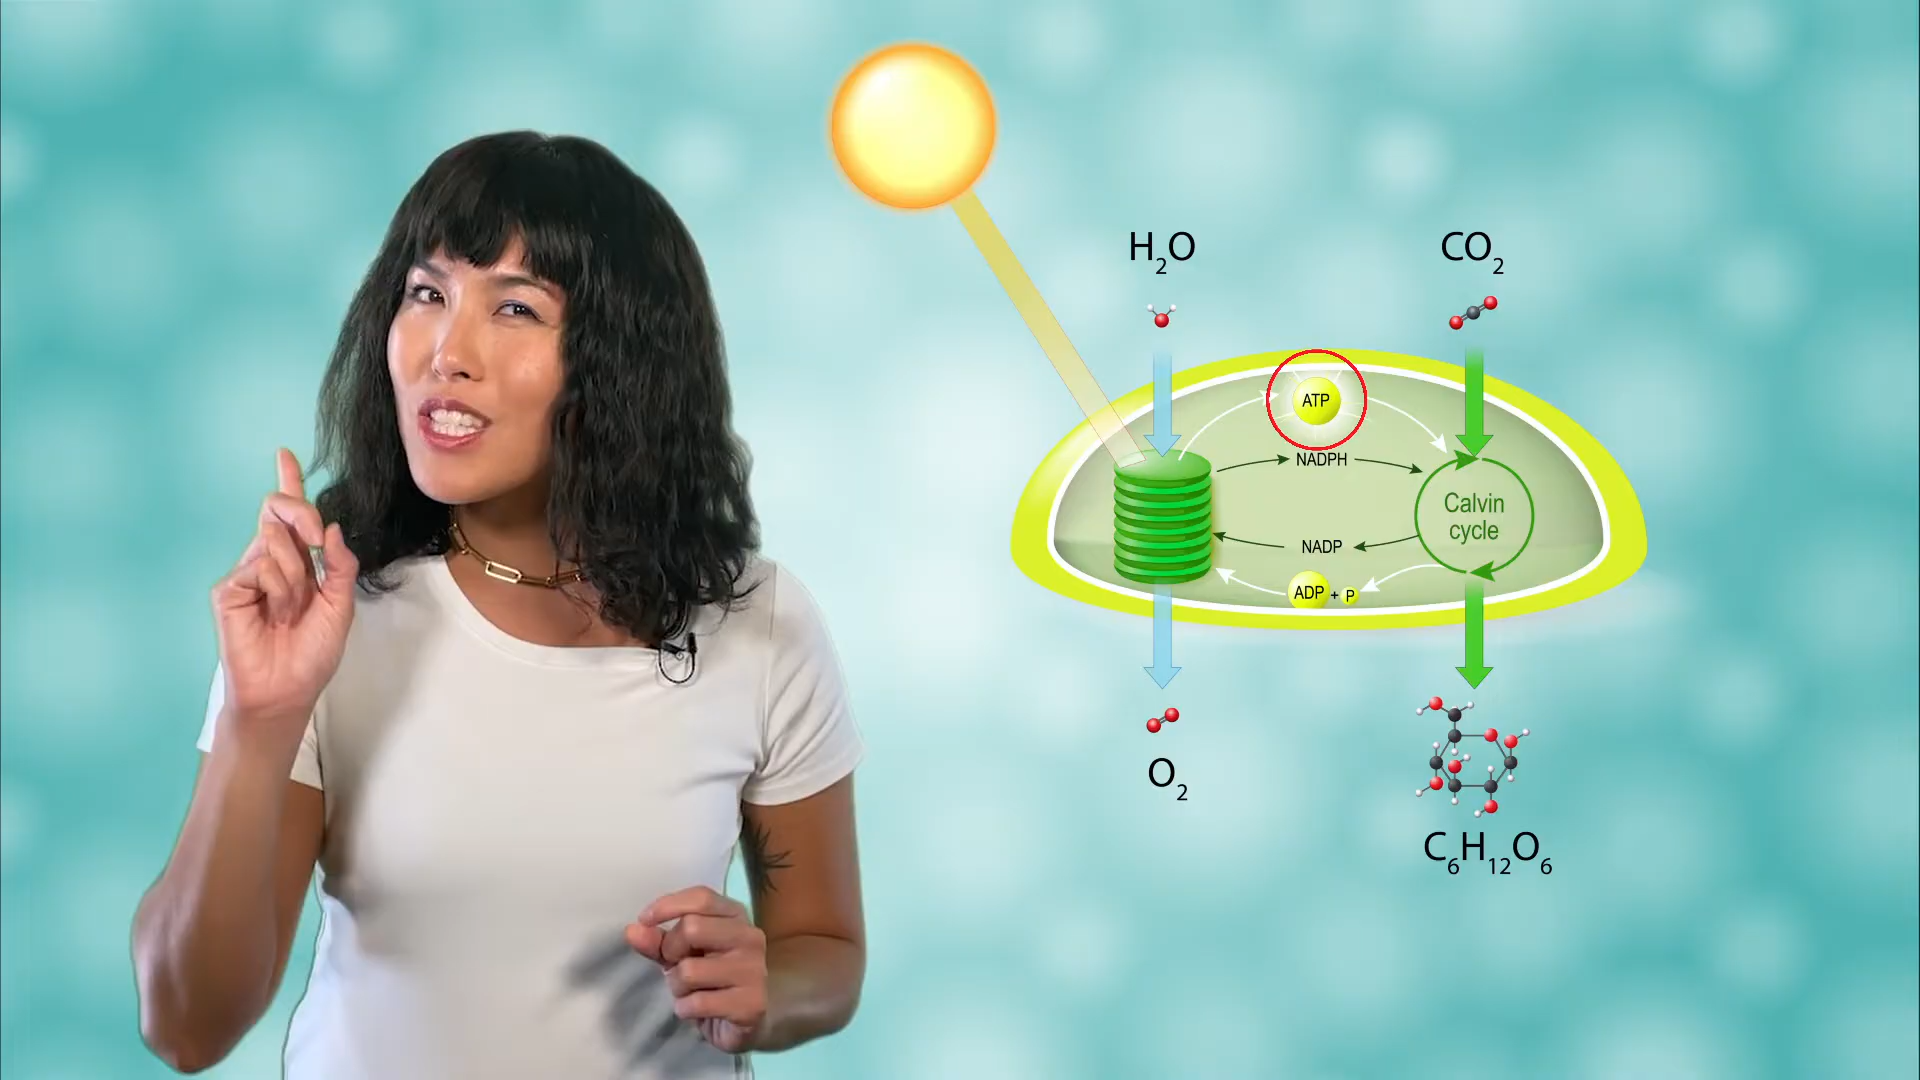 H₂O
CO₂
ATP
NADPH
Calvin
cycle
NADP
ADP + P
O₂
C₆H₁₂O₆